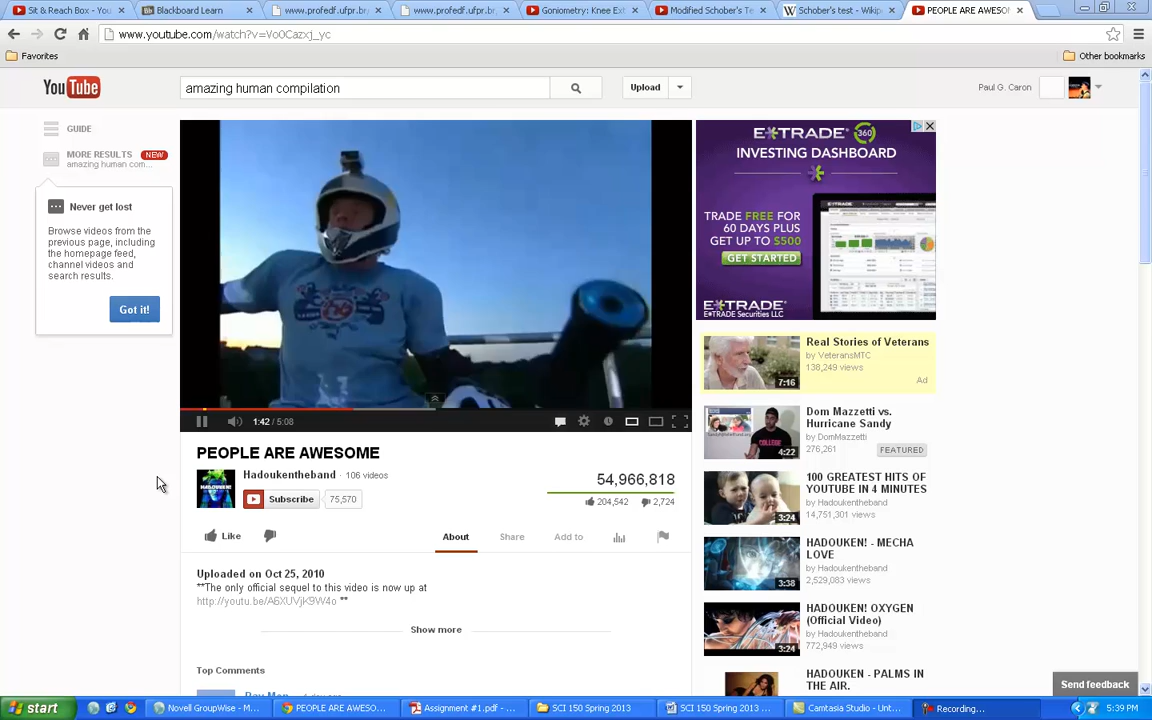 Sit & Reach Box - You
Blackboard Learn
www.profedf.ufpr.br/
www.profedf.ufpr.br/
Goniometry: Knee Ext
Modified Schober's Te
Schober's test - Wikipe
PEOPLE ARE AWESO
www.youtube.com/watch?v=Vo0Cazxj_yc
Favorites
Other bookmarks
YouTube
amazing human compilation
Upload
Paul G. Caron
GUIDE
MORE RESULTS NEW
amazing human com...
Never get lost
Browse videos from the
previous page, including
the homepage feed,
channel videos and
search results.
Got it!
E*TRADE 360
INVESTING DASHBOARD
TRADE FREE FOR
60 DAYS PLUS
GET UP TO $500
GET STARTED
E*TRADE
E*TRADE Securities LLC
1:42 / 5:08
PEOPLE ARE AWESOME
Hadoukentheband · 106 videos
Subscribe 75,570
54,966,818
204,542 2,724
Like
About Share Add to
Uploaded on Oct 25, 2010
**The only official sequel to this video is now up at
http://youtu.be/A6XUVjK9W4o **
Show more
Top Comments
Real Stories of Veterans
by VeteransMTC
138,249 views
Ad
7:16
Dom Mazzetti vs.
Hurricane Sandy
by DomMazzetti
276,261
FEATURED
4:22
100 GREATEST HITS OF
YOUTUBE IN 4 MINUTES
by Hadoukentheband
14,751,301 views
3:24
HADOUKEN! - MECHA
LOVE
by Hadoukentheband
2,529,083 views
3:38
HADOUKEN! OXYGEN
(Official Video)
by Hadoukentheband
772,949 views
3:24
HADOUKEN - PALMS IN
THE AIR.
Send feedback
start
Novell GroupWise - M...
PEOPLE ARE AWESO...
Assignment #1.pdf - ...
SCI 150 Spring 2013
SCI 150 Spring 2013 ...
Camtasia Studio - Unt...
Recording...
5:39 PM